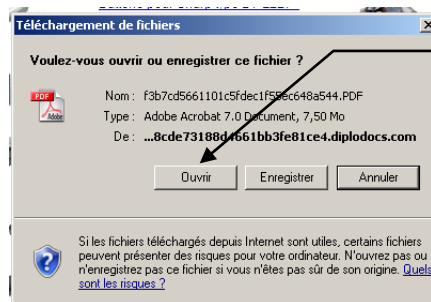 Téléchargement de fichiers
Voulez-vous ouvrir ou enregistrer ce fichier ?
PDF
Adobe
Nom : f3b7cd5661101c5fdec1f55ec648a544.PDF
Type : Adobe Acrobat 7.0 Document, 7,50 Mo
De : ...8cde73188d4661bb3fe81ce4.diplodocs.com
Ouvrir
Enregistrer
Annuler
Si les fichiers téléchargés depuis Internet sont utiles, certains fichiers
peuvent présenter des risques pour votre ordinateur. N'ouvrez pas ou
n'enregistrez pas ce fichier si vous n'êtes pas sûr de son origine. Quels
sont les risques ?